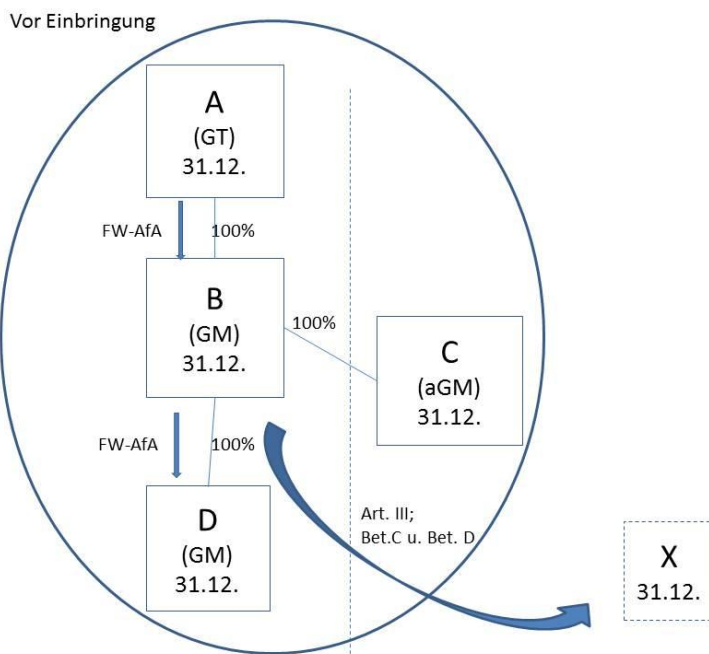 Vor Einbringung
A
(GT)
31.12.
FW-AfA
100%
B
(GM)
31.12.
100%
C
(aGM)
31.12.
FW-AfA
100%
D
(GM)
31.12.
Art. III;
Bet.C u. Bet. D
X
31.12.